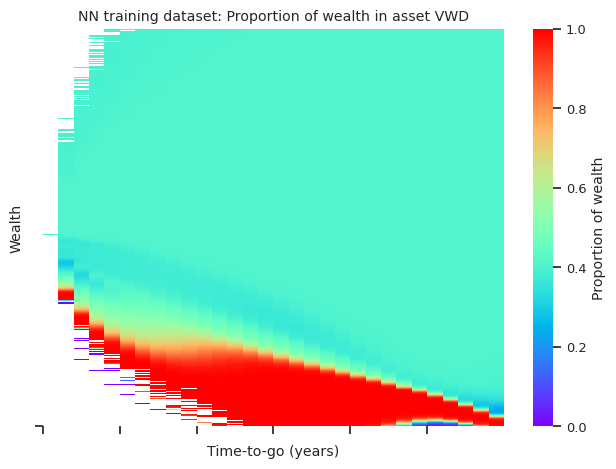 NN training dataset: Proportion of wealth in asset VWD
Wealth
Time-to-go (years)
1.0
0.8
0.6
0.4
0.2
0.0
Proportion of wealth